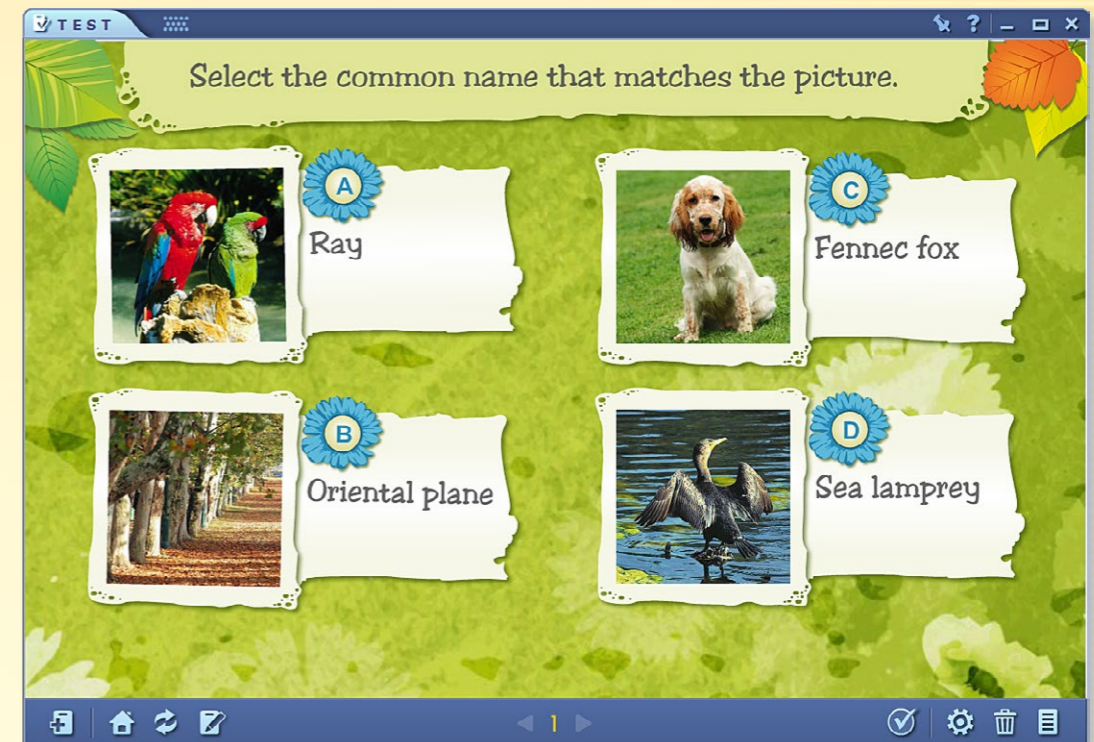 TEST
?
Select the common name that matches the picture.
A
Ray
C
Fennec fox
B
Oriental plane
D
Sea lamprey
1